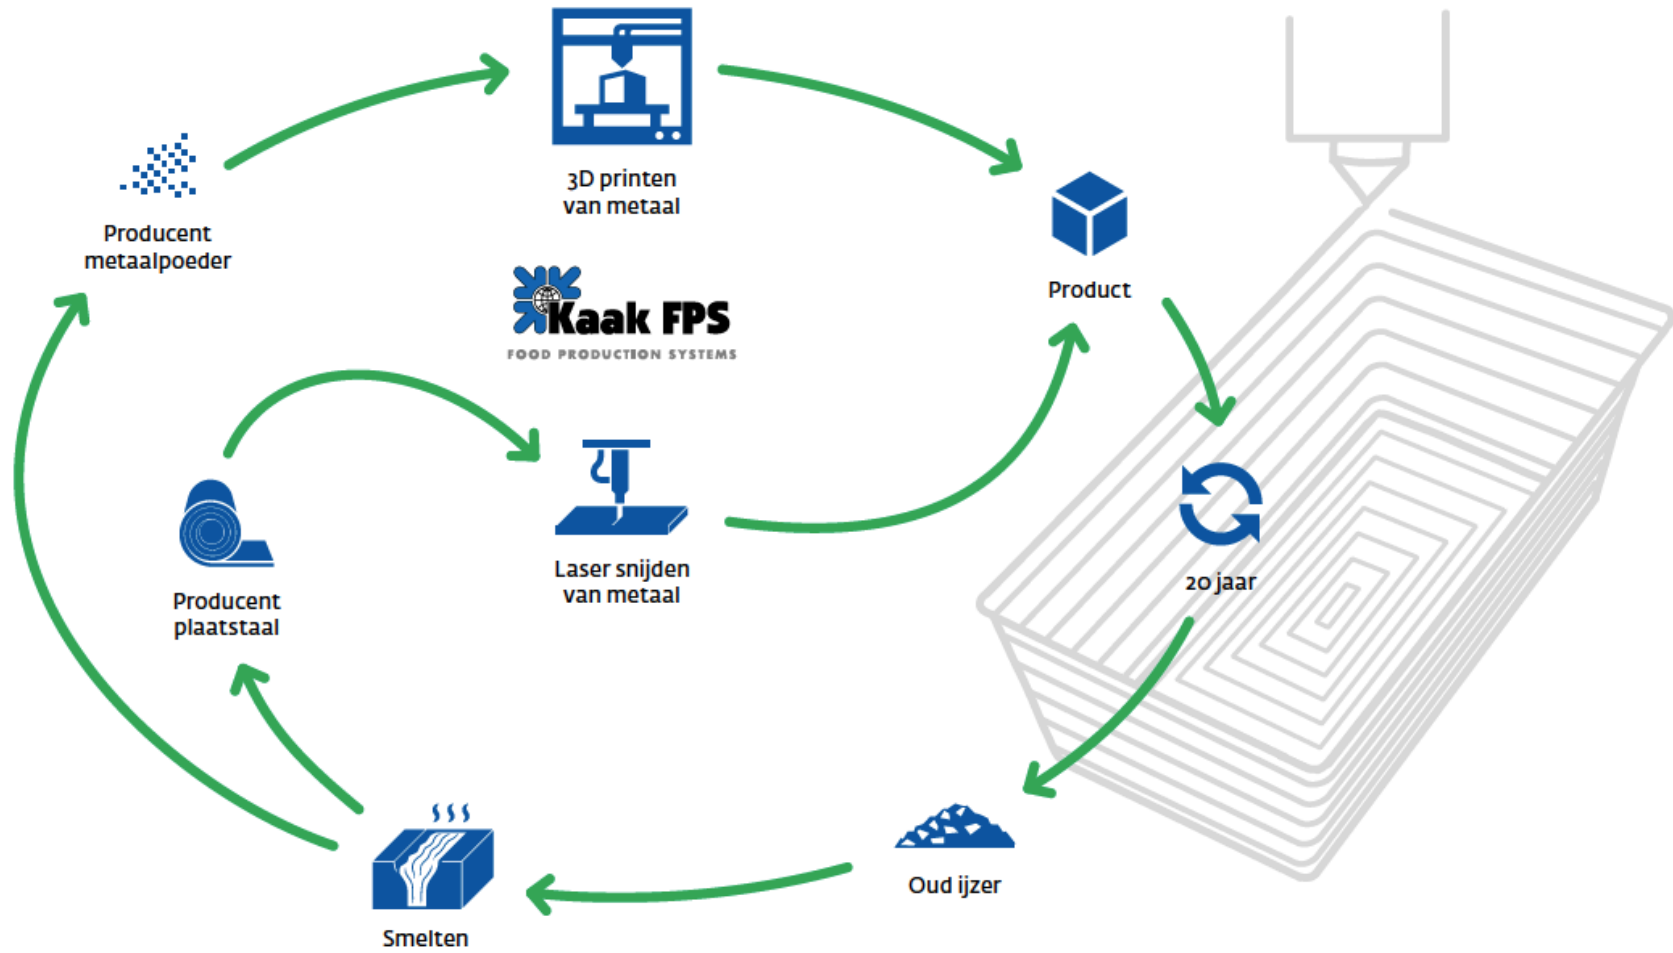 3D printen
van metaal
Producent
metaalpoeder
Kaak FPS
FOOD PRODUCTION SYSTEMS
Product
Laser snijden
van metaal
20 jaar
Producent
plaatstaal
Oud ijzer
Smelten